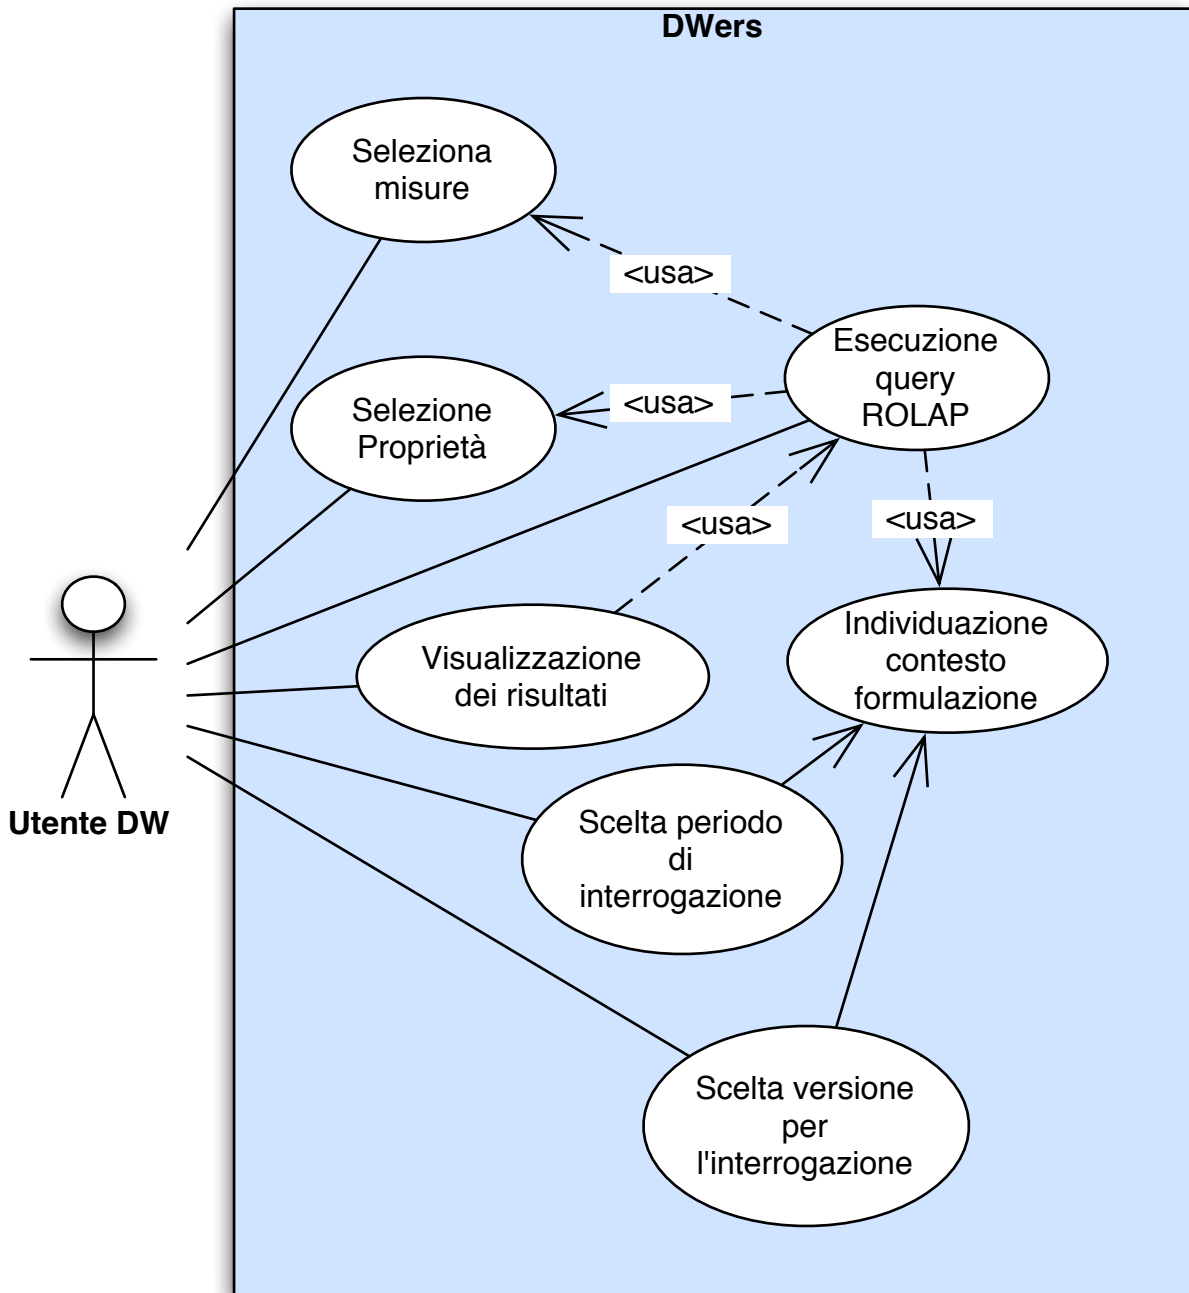 DWers
Seleziona
misure
<usa>
Esecuzione
query
ROLAP
Selezione
Proprietà
<usa>
<usa>
<usa>
Visualizzazione
dei risultati
Individuazione
contesto
formulazione
Utente DW
Scelta periodo
di
interrogazione
Scelta versione
per
l'interrogazione